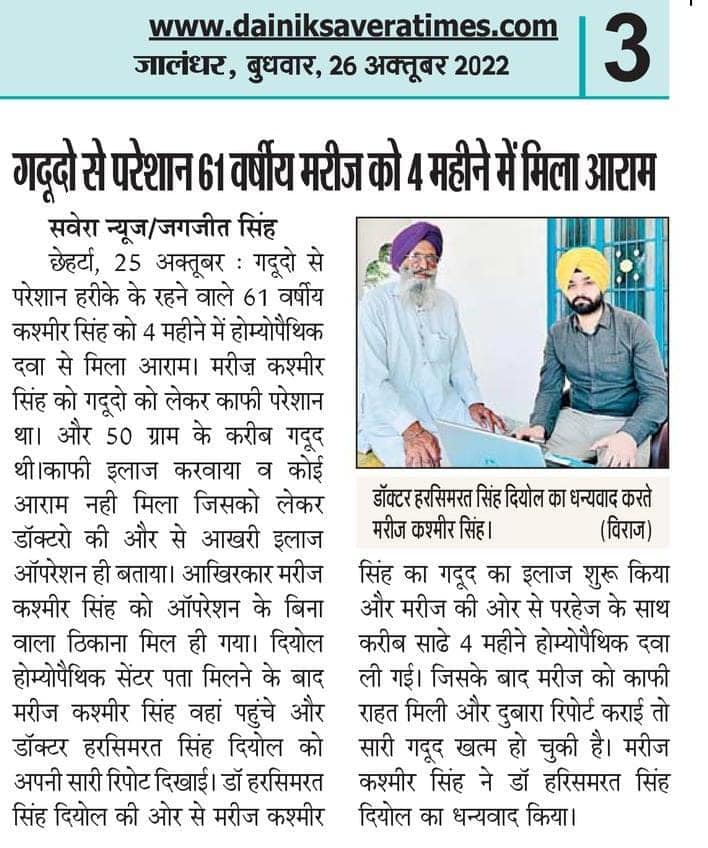 www.dainiksaveratimes.com
जालंधर, बुधवार, 26 अक्तूबर 2022
3
गदूदो से परेशान 61 वर्षीय मरीज को 4 महीने में मिला आराम
सवेरा न्यूज/जगजीत सिंह
छेहर्टा, 25 अक्तूबर : गदूदो से
परेशान हरीके के रहने वाले 61 वर्षीय
कश्मीर सिंह को 4 महीने में होम्योपैथिक
दवा से मिला आराम। मरीज कश्मीर
सिंह को गदूदो को लेकर काफी परेशान
था। और 50 ग्राम के करीब गदूद
थी।काफी इलाज करवाया व कोई
आराम नही मिला जिसको लेकर
डॉक्टरो की और से आखरी इलाज
ऑपरेशन ही बताया। आखिरकार मरीज
कश्मीर सिंह को ऑपरेशन के बिना
वाला ठिकाना मिल ही गया। दियोल
होम्योपैथिक सेंटर पता मिलने के बाद
मरीज कश्मीर सिंह वहां पहुंचे और
डॉक्टर हरसिमरत सिंह दियोल को
अपनी सारी रिपोट दिखाई। डॉ हरसिमरत
सिंह दियोल की ओर से मरीज कश्मीर
डॉक्टर हरसिमरत सिंह दियोल का धन्यवाद करते
मरीज कश्मीर सिंह। (विराज)
सिंह का गदूद का इलाज शुरू किया
और मरीज की ओर से परहेज के साथ
करीब साढे 4 महीने होम्योपैथिक दवा
ली गई। जिसके बाद मरीज को काफी
राहत मिली और दुबारा रिपोर्ट कराई तो
सारी गदूद खत्म हो चुकी है। मरीज
कश्मीर सिंह ने डॉ हरिसमरत सिंह
दियोल का धन्यवाद किया।